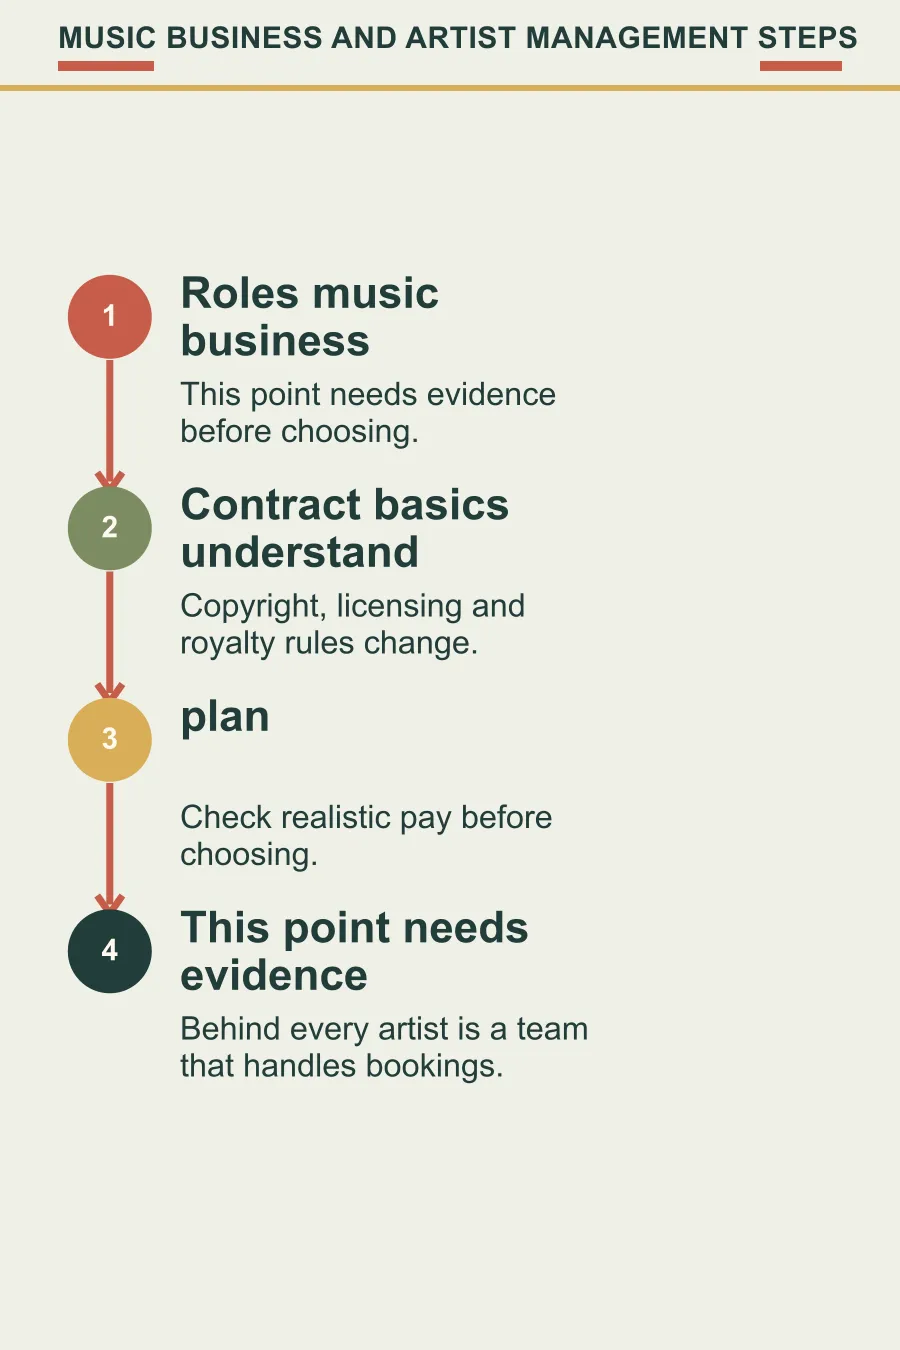 MUSIC BUSINESS AND ARTIST MANAGEMENT STEPS
1
Roles music
business
This point needs evidence
before choosing.
2
Contract basics
understand
Copyright, licensing and
royalty rules change.
3
plan
Check realistic pay before
choosing.
4
This point needs
evidence
Behind every artist is a team
that handles bookings.